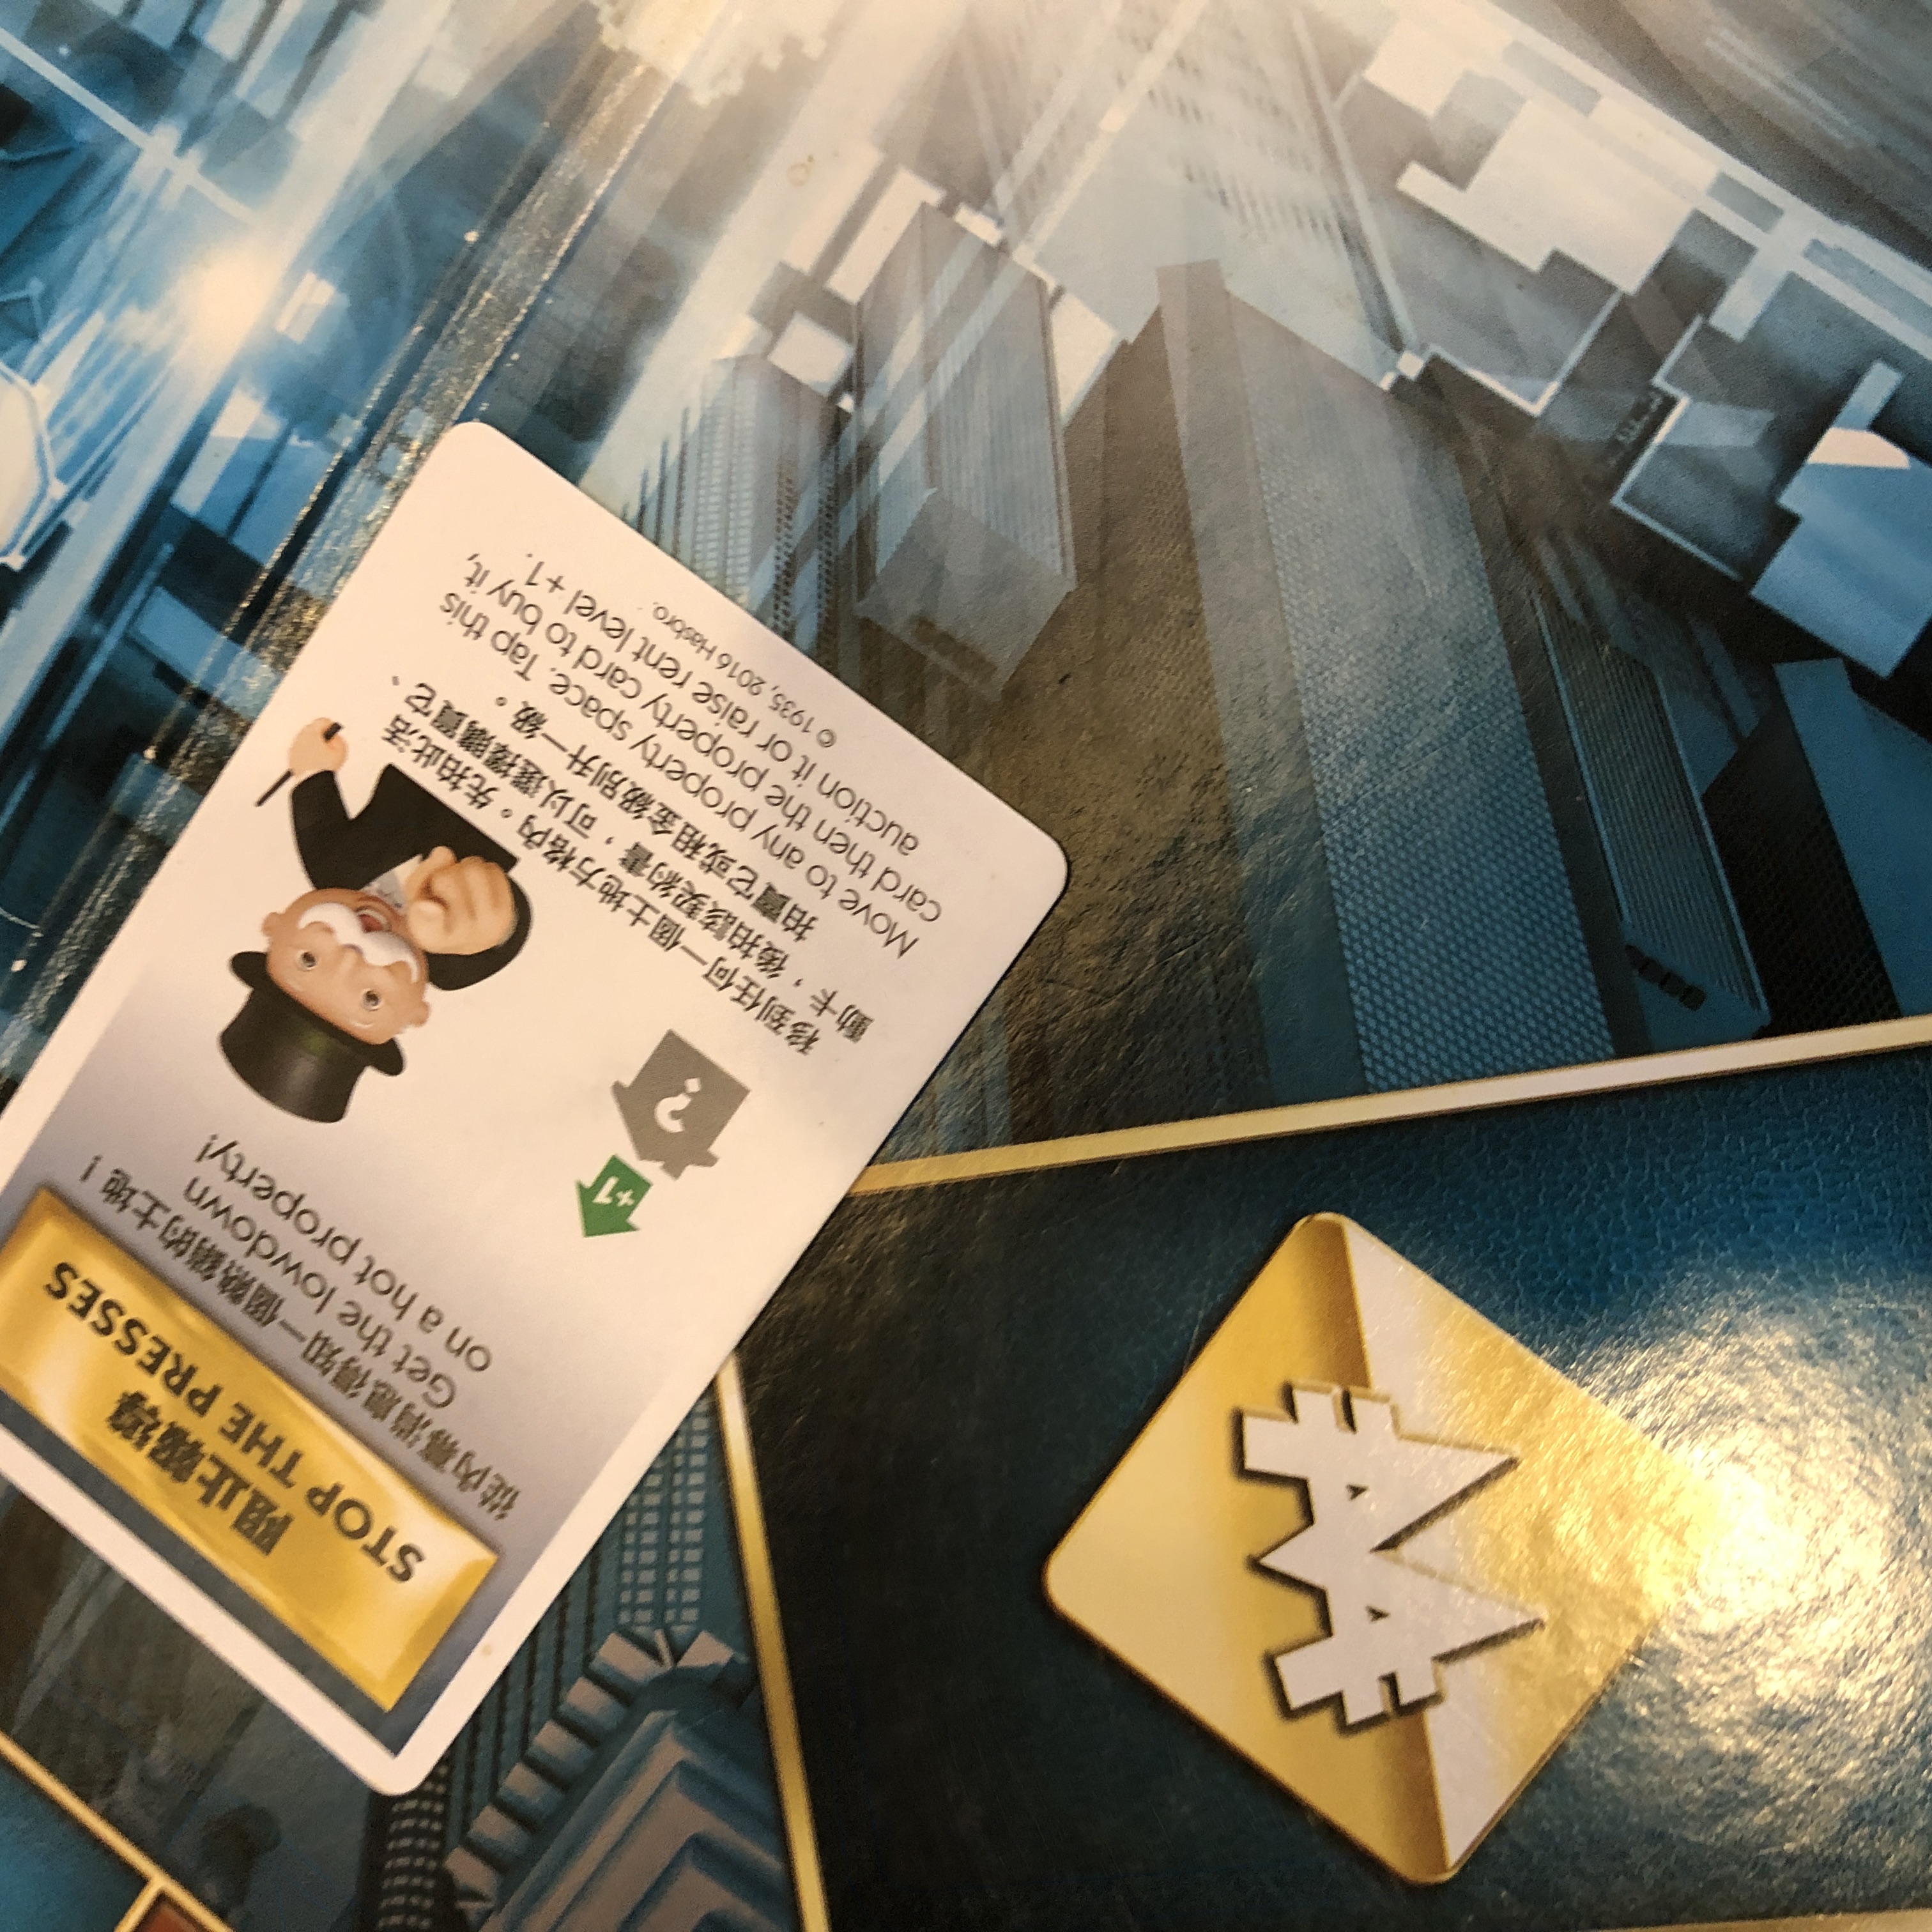 阻止報導
STOP THE PRESSES
從內幕消息得知一個熱銷的土地！
Get the lowdown
on a hot property!
+1
?
移到任何一個土地方格內。先拍此活
動卡，後拍該契約書，可以選擇購買它、
拍賣它或租金級別升一級。
Move to any property space. Tap this
card then the property card to buy it,
auction it or raise rent level +1.
© 1935, 2016 Hasbro.
₩